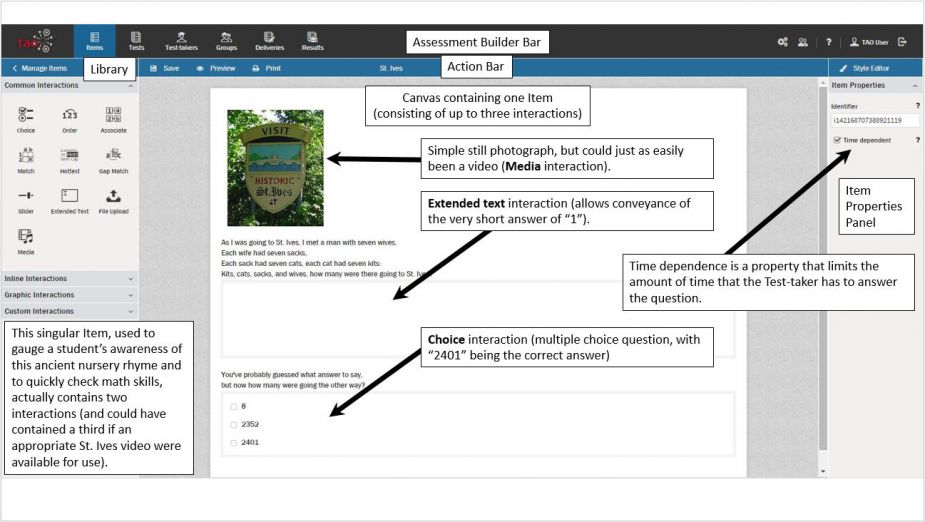 tao
Items
Tests
Test-takers
Groups
Deliveries
Results
Assessment Builder Bar
?
TAO User
Manage Items
Library
Save
Preview
Print
St. Ives
Action Bar
Style Editor
Common Interactions
Choice
123
Order
Associate
Match
Hottext
Gap Match
Slider
Extended Text
File Upload
Media
Inline Interactions
Graphic Interactions
Custom Interactions
This singular Item, used to
gauge a student’s awareness of
this ancient nursery rhyme and
to quickly check math skills,
actually contains two
interactions (and could have
contained a third if an
appropriate St. Ives video were
available for use).
Canvas containing one Item
(consisting of up to three interactions)
VISIT
HISTORIC
St. Ives
Simple still photograph, but could just as easily
been a video (Media interaction).
Extended text interaction (allows conveyance of
the very short answer of “1”).
As I was going to St. Ives, I met a man with seven wives,
Each wife had seven sacks,
Each sack had seven cats, each cat had seven kits:
Kits, cats, sacks, and wives, how many were there going to St. Ives
Choice interaction (multiple choice question, with
“2401” being the correct answer)
You've probably guessed what answer to say,
but now how many were going the other way?
8
2352
2401
Item Properties
Identifier
?
i14216870738892 1119
Time dependent
?
Item
Properties
Panel
Time dependence is a property that limits the
amount of time that the Test-taker has to answer
the question.